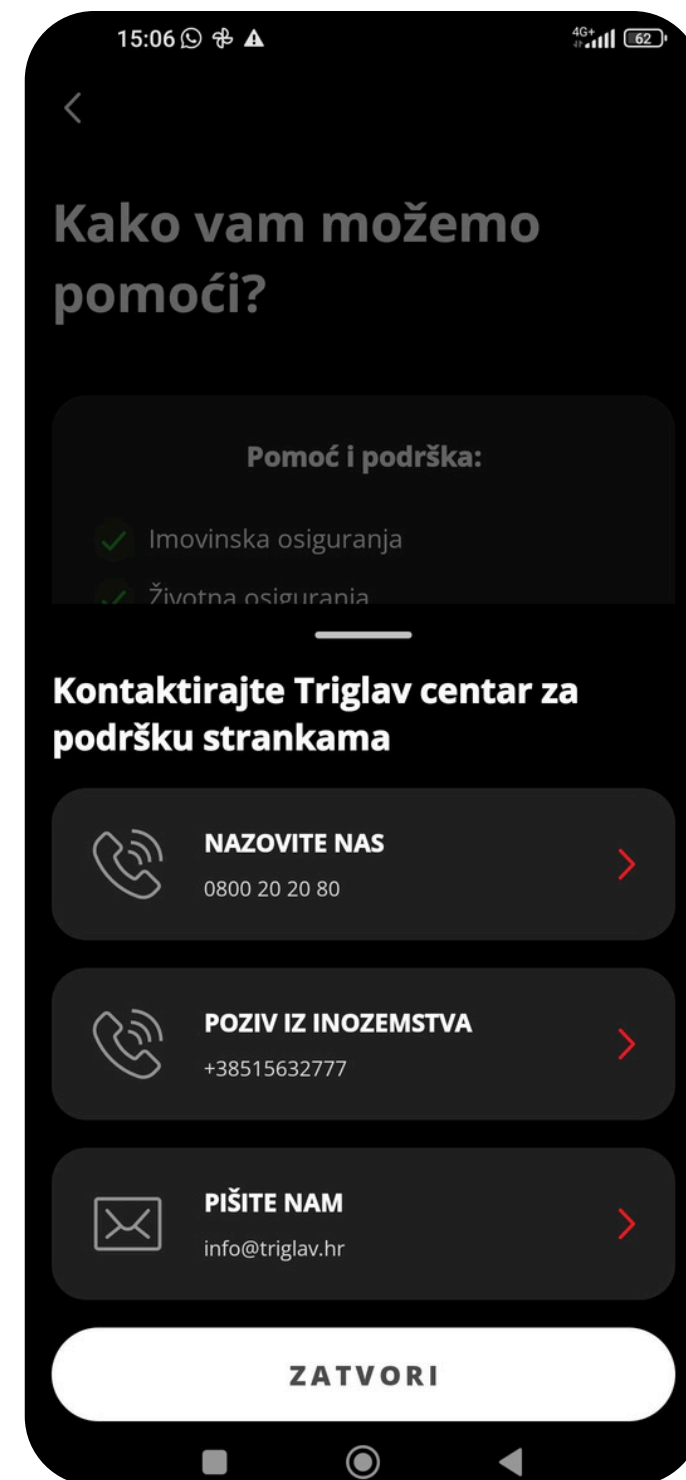 15:06
4G+
62
Kako vam možemo
pomoći?
Pomoć i podrška:
Imovinska osiguranja
Životna osiguranja
Kontaktirajte Triglav centar za
podršku strankama
NAZOVITE NAS
0800 20 20 80
POZIV IZ INOZEMSTVA
+38515632777
PIŠITE NAM
info@triglav.hr
ZATVORI